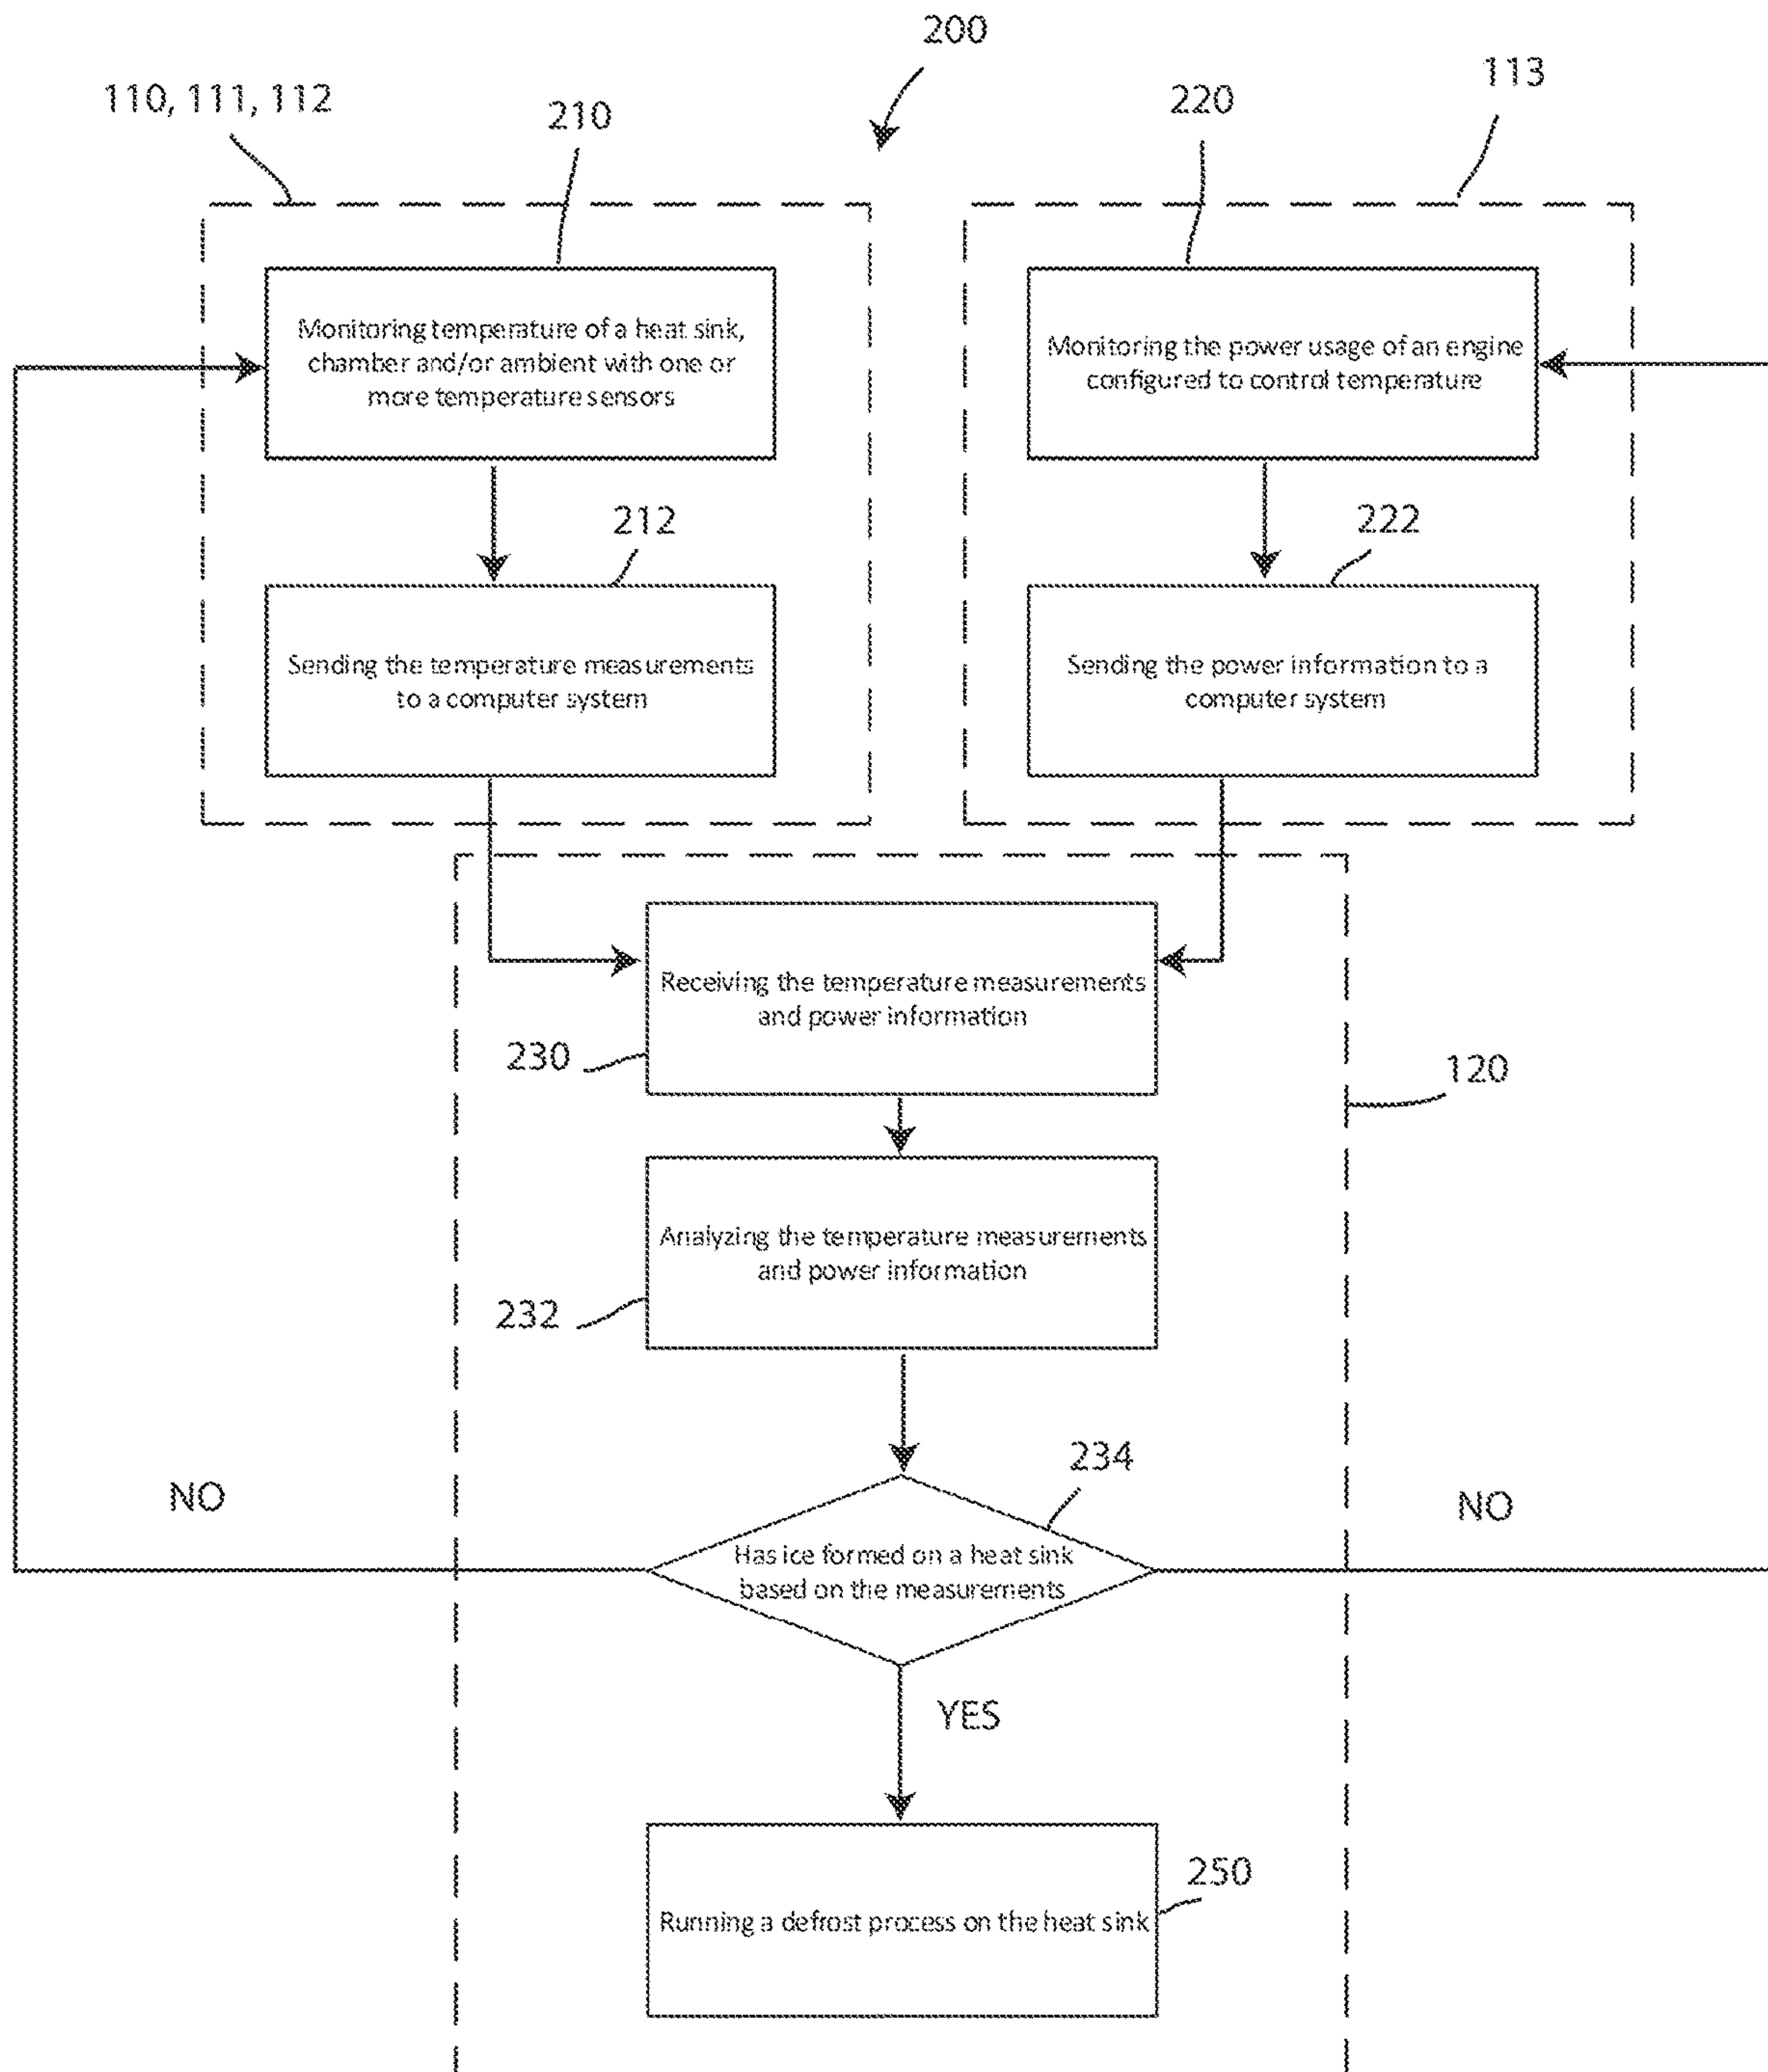 200
110, 111, 112
210
220
113
Monitoring temperature of a heat sink,
chamber and/or ambient with one or
more temperature sensors
Monitoring the power usage of an engine
configured to control temperature
212
222
Sending the temperature measurements
to a computer system
Sending the power information to a
computer system
Receiving the temperature measurements
and power information
230
120
Analyzing the temperature measurements
and power information
232
234
NO
NO
Has ice formed on a heat sink
based on the measurements
YES
250
Running a defrost process on the heat sink